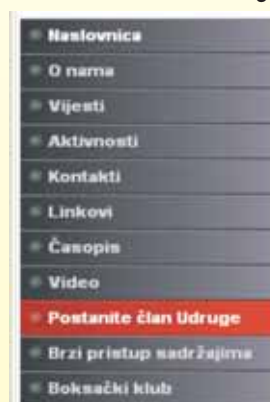 Naslovnica
O nama
Vijesti
Aktivnosti
Kontakti
Linkovi
Časopis
Video
Postanite član Udruge
Brzi pristup sadržajima
Boksački klub